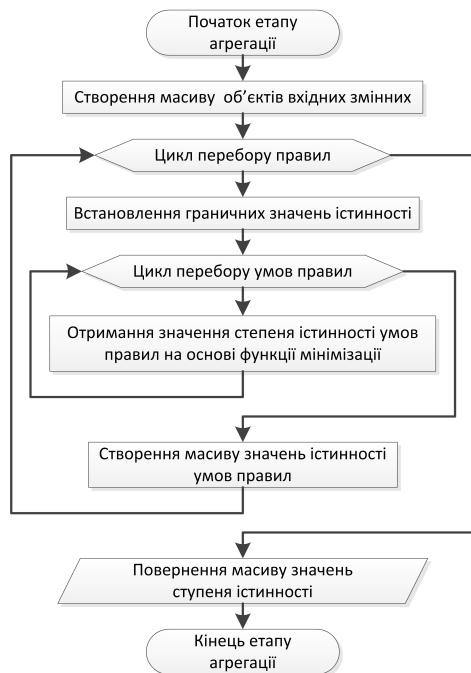 Початок етапу
агрегації
Створення масиву об’єктів вхідних змінних
Цикл перебору правил
Встановлення граничних значень істинності
Цикл перебору умов правил
Отримання значення степеня істинності умов
правил на основі функції мінімізації
Створення масиву значень істинності
умов правил
Повернення масиву значень
ступеня істинності
Кінець етапу
агрегації